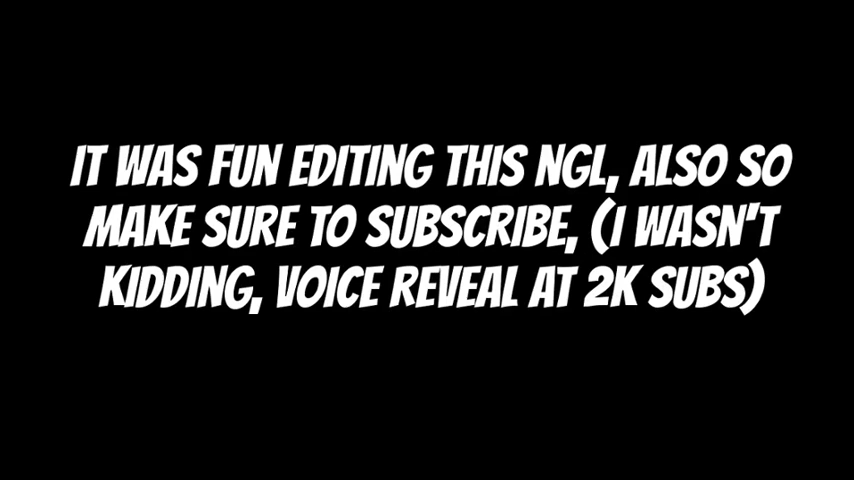 IT WAS FUN EDITING THIS NGL, ALSO SO
MAKE SURE TO SUBSCRIBE, (I WASN'T
KIDDING, VOICE REVEAL AT 2K SUBS)